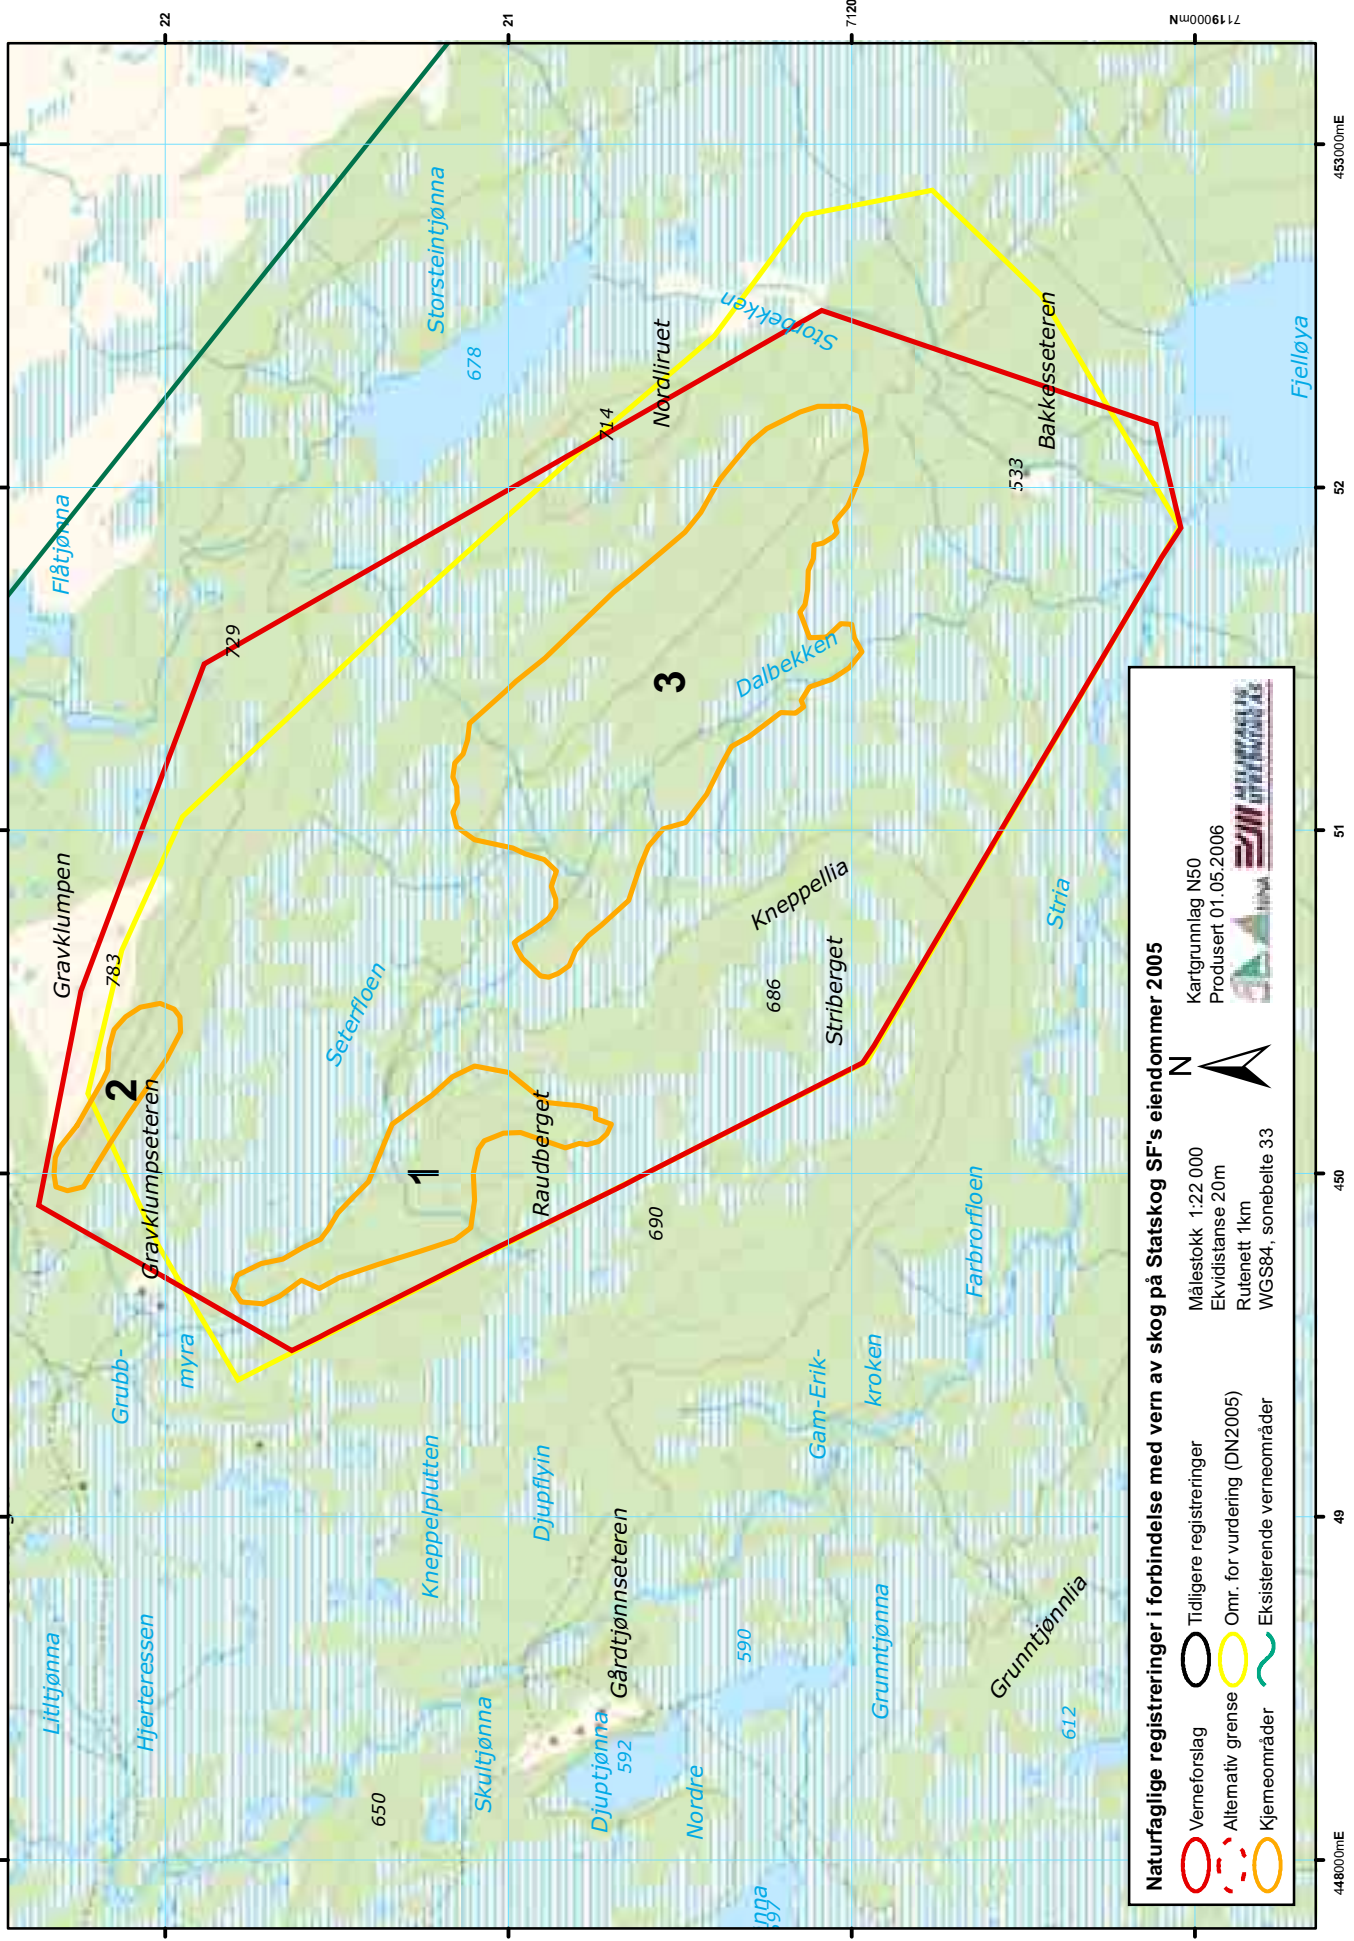 22
21
7120
7119000mN
453000mE
52
51
450
49
448000mE
Flåtjønna
Storsteintjønna
678
729
714
Nordliruet
Storbekken
Bakkesseteren
533
Fjelløya
Gravklumpen
783
2
Gravklumpseteren
Seterfloen
3
Dalbekken
Kneppellia
686
Striberget
Stria
1
Raudberget
690
Farbrorfloen
Grubb-
myra
Kneppelplutten
Djupflyin
Gam-Erik-
kroken
Gårdtjønnseteren
Litltjønna
Hjerteressen
650
Skultjønna
Djuptjønna
592
Nordre
590
Grunntjønna
Grunntjønnlia
612
Naturfaglige registreringer i forbindelse med vern av skog på Statskog SF's eiendommer 2005
Verneforslag
Alternativ grense
Kjerneområder
Tidligere registreringer
Omr. for vurdering (DN2005)
Eksisterende verneområder
Målestokk 1:22 000
Ekvidistanse 20m
Rutenett 1km
WGS84, sonebelte 33
N
Kartgrunnlag N50
Produsert 01.05.2006